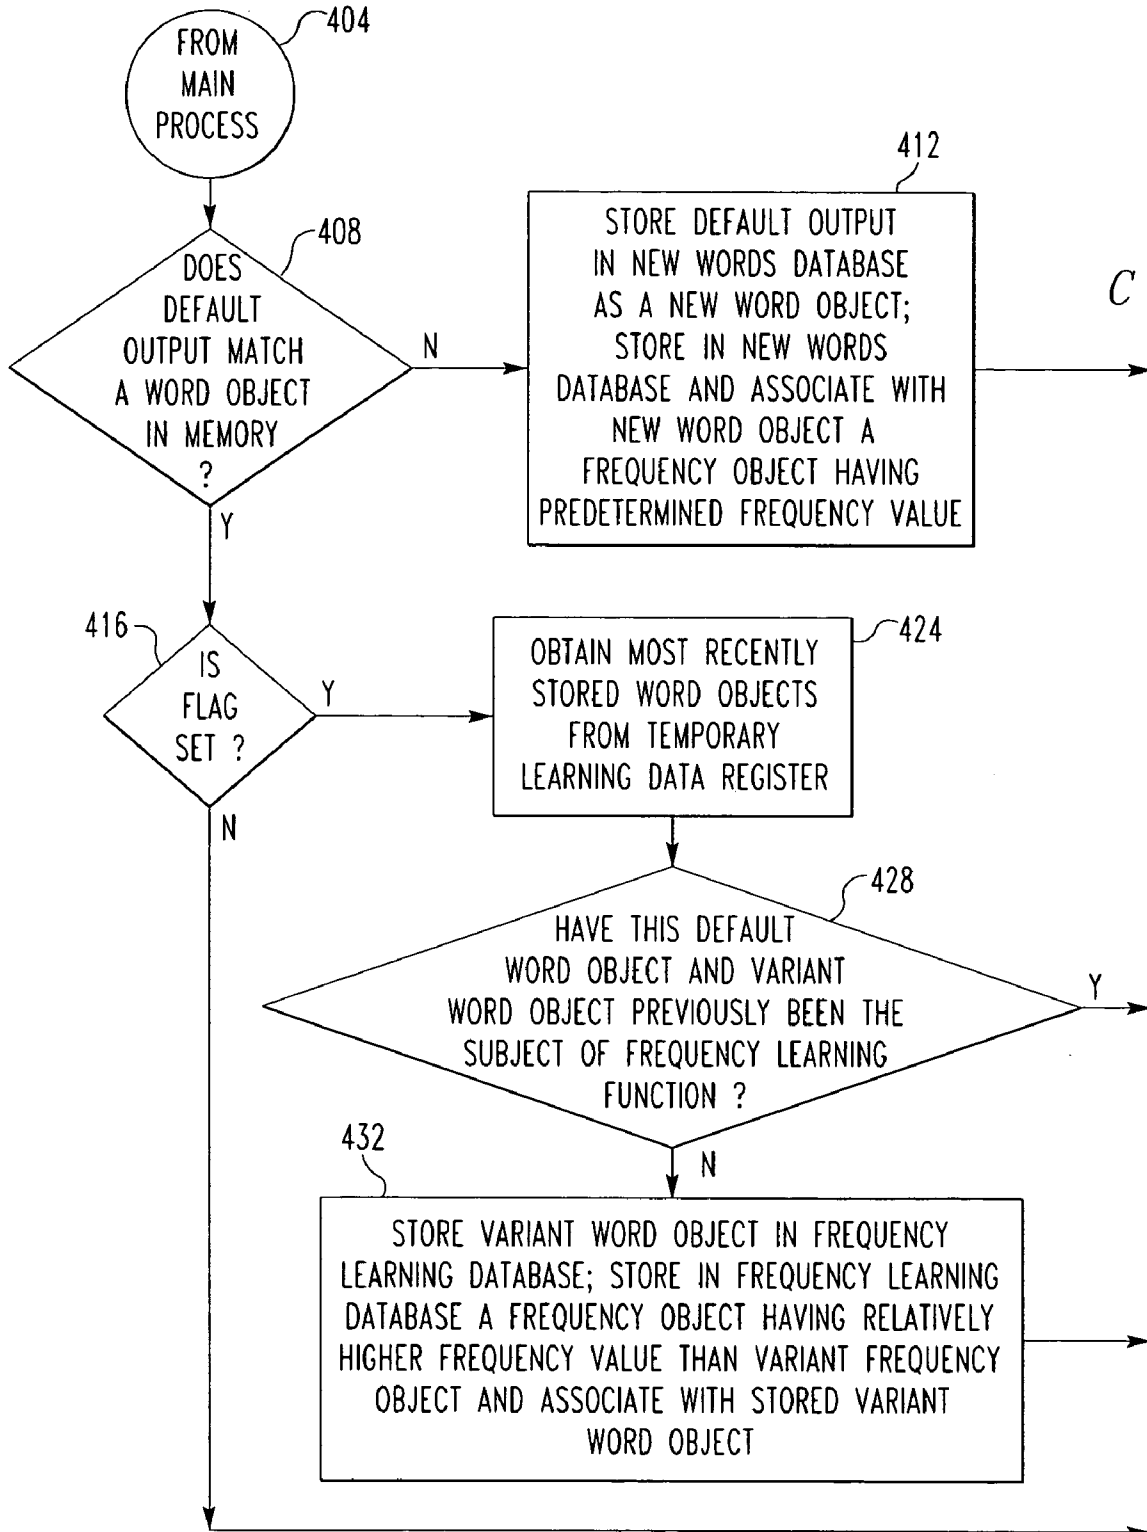 404
FROM
MAIN
PROCESS
408
DOES
DEFAULT
OUTPUT MATCH
A WORD OBJECT
IN MEMORY
?
N
Y
412
STORE DEFAULT OUTPUT
IN NEW WORDS DATABASE
AS A NEW WORD OBJECT;
STORE IN NEW WORDS
DATABASE AND ASSOCIATE WITH
NEW WORD OBJECT A
FREQUENCY OBJECT HAVING
PREDETERMINED FREQUENCY VALUE
C
416
IS
FLAG
SET ?
Y
N
424
OBTAIN MOST RECENTLY
STORED WORD OBJECTS
FROM TEMPORARY
LEARNING DATA REGISTER
428
HAVE THIS DEFAULT
WORD OBJECT AND VARIANT
WORD OBJECT PREVIOUSLY BEEN THE
SUBJECT OF FREQUENCY LEARNING
FUNCTION ?
Y
N
432
STORE VARIANT WORD OBJECT IN FREQUENCY
LEARNING DATABASE; STORE IN FREQUENCY LEARNING
DATABASE A FREQUENCY OBJECT HAVING RELATIVELY
HIGHER FREQUENCY VALUE THAN VARIANT FREQUENCY
OBJECT AND ASSOCIATE WITH STORED VARIANT
WORD OBJECT